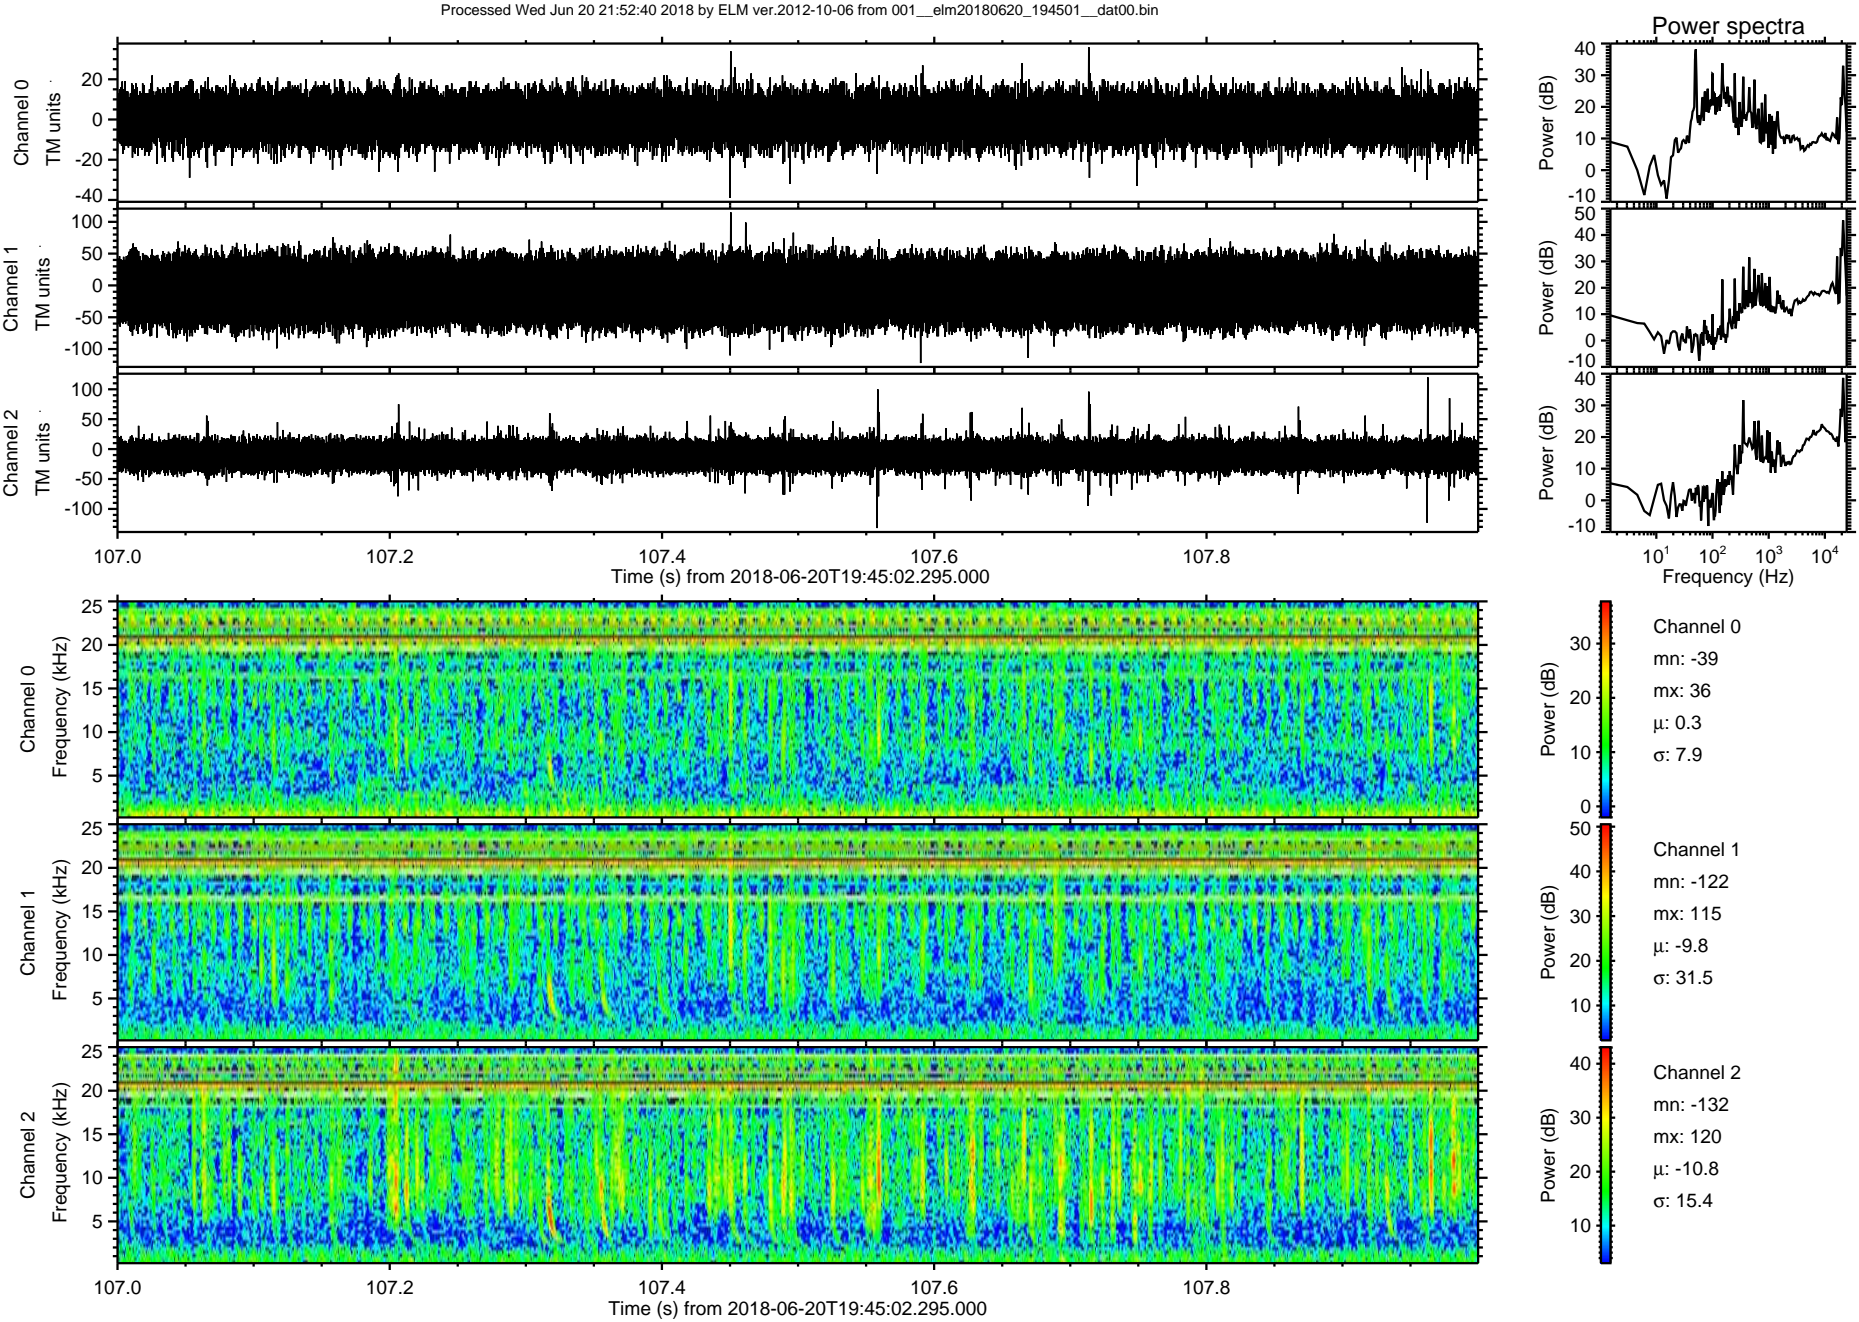 Processed Wed Jun 20 21:52:40 2018 by ELM ver.2012-10-06 from 001__elm20180620_194501__dat00.bin
Power spectra
Channel 0
TM units
20
0
-20
-40
Power (dB)
40
30
20
10
0
-10
Channel 1
TM units
100
50
0
-50
-100
Power (dB)
50
40
30
20
10
0
-10
Channel 2
TM units
100
50
0
-50
-100
Power (dB)
40
30
20
10
0
-10
107.0 107.2 107.4 107.6 107.8
Time (s) from 2018-06-20T19:45:02.295.000
10¹ 10² 10³ 10⁴
Frequency (Hz)
Channel 0
Frequency (kHz)
25
20
15
10
5
Power (dB)
30
20
10
0
Channel 0
mn: -39
mx: 36
μ: 0.3
σ: 7.9
Channel 1
Frequency (kHz)
25
20
15
10
5
Power (dB)
50
40
30
20
10
Channel 1
mn: -122
mx: 115
μ: -9.8
σ: 31.5
Channel 2
Frequency (kHz)
25
20
15
10
5
Power (dB)
40
30
20
10
Channel 2
mn: -132
mx: 120
μ: -10.8
σ: 15.4
107.0 107.2 107.4 107.6 107.8
Time (s) from 2018-06-20T19:45:02.295.000